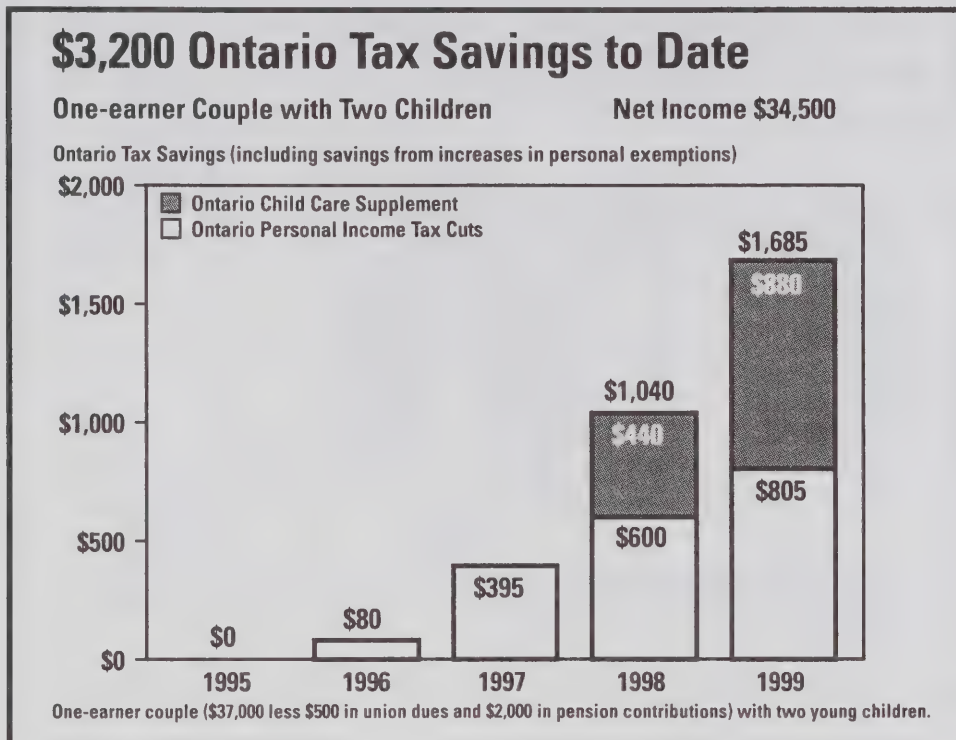 $3,200 Ontario Tax Savings to Date
One-earner Couple with Two Children Net Income $34,500
Ontario Tax Savings (including savings from increases in personal exemptions)
$2,000
Ontario Child Care Supplement
Ontario Personal Income Tax Cuts
$1,685
$880
$1,500
$1,040
$1,000
$440
$805
$500
$600
$395
$80
$0
$0
1995 1996 1997 1998 1999
One-earner couple ($37,000 less $500 in union dues and $2,000 in pension contributions) with two young children.